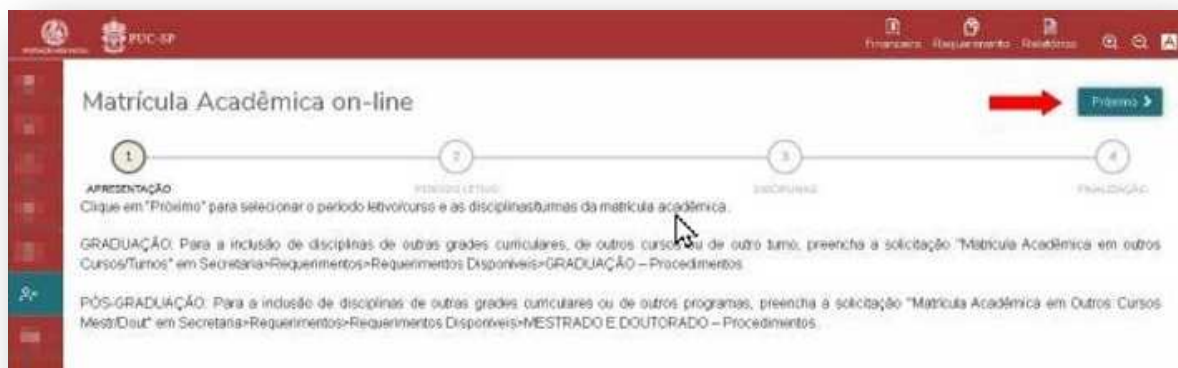 PUC-SP
Financeiro Requerimento Relatórios
A
Matrícula Acadêmica on-line
Próximo
1
2
3
4
APRESENTAÇÃO
PERÍODO LETIVO
DISCIPLINAS
FINALIZAÇÃO
Clique em "Próximo" para selecionar o período letivo/curso e as disciplinas/turmas da matrícula acadêmica.
GRADUAÇÃO: Para a inclusão de disciplinas de outras grades curriculares, de outros cursos ou de outro turno, preencha a solicitação "Matrícula Acadêmica em outros
Cursos/Turnos" em Secretaria>Requerimentos>Requerimentos Disponíveis>GRADUAÇÃO – Procedimentos.
PÓS-GRADUAÇÃO: Para a inclusão de disciplinas de outras grades curriculares ou de outros programas, preencha a solicitação "Matrícula Acadêmica em Outros Cursos
Mestr/Dout" em Secretaria>Requerimentos>Requerimentos Disponíveis>MESTRADO E DOUTORADO – Procedimentos.